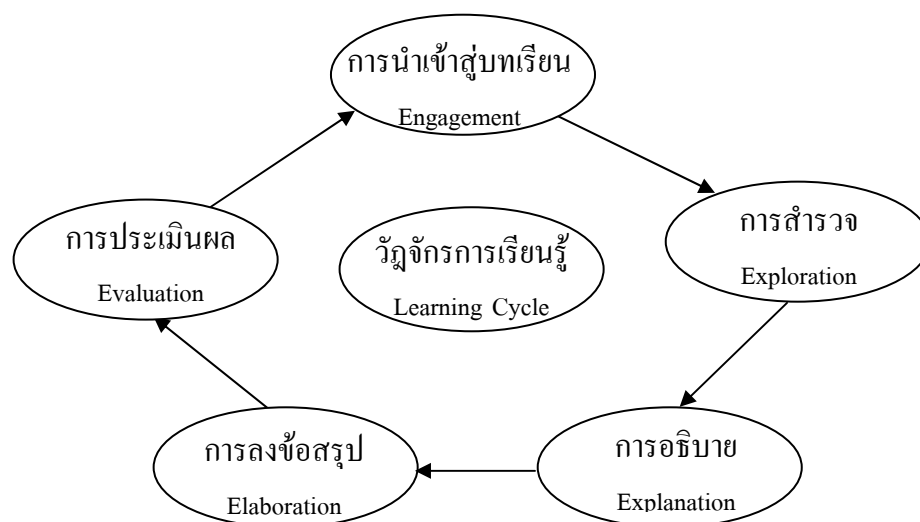 การนำเข้าสู่บทเรียน
Engagement
การสำรวจ
Exploration
การประเมินผล
Evaluation
วัฎจักรการเรียนรู้
Learning Cycle
การลงข้อสรุป
Elaboration
การอธิบาย
Explanation